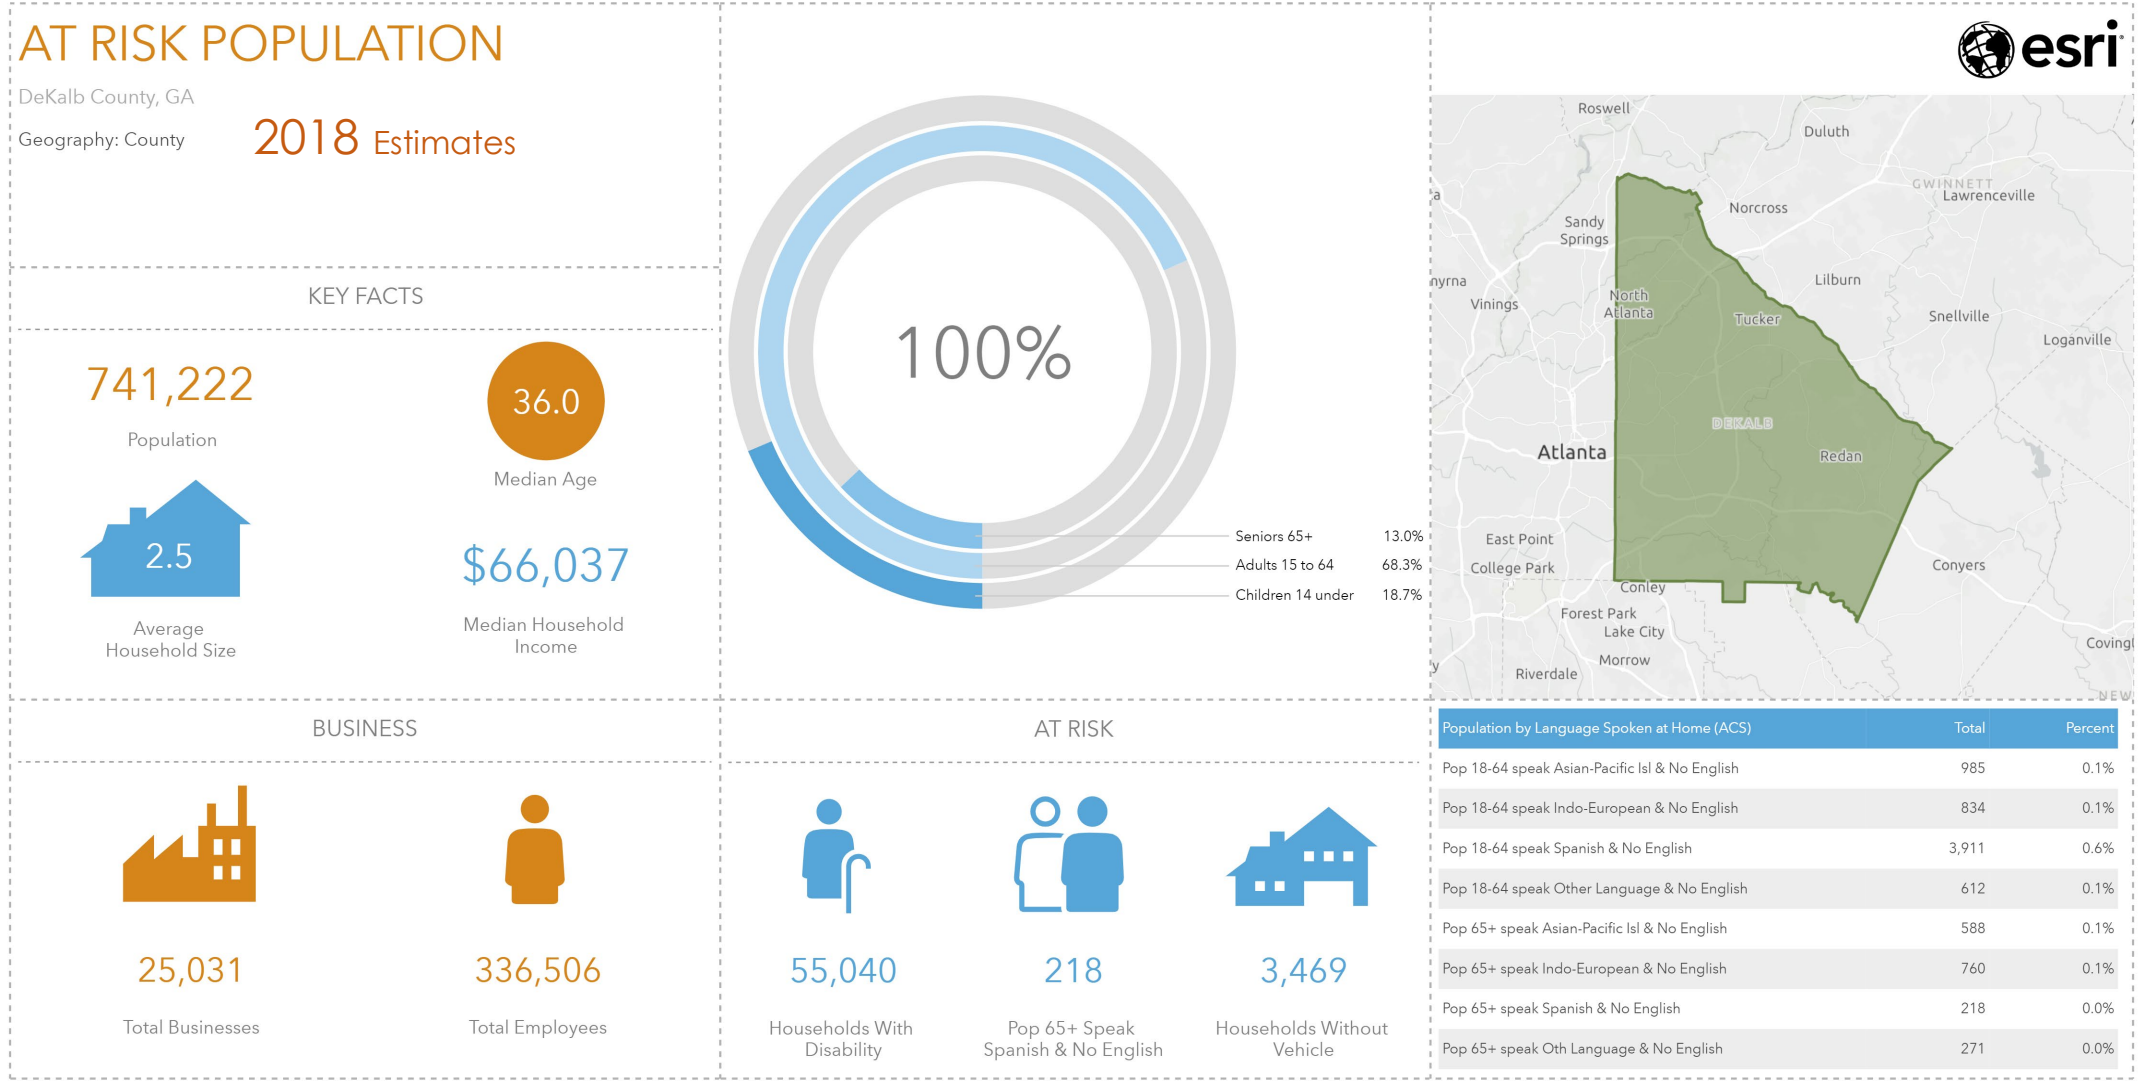 AT RISK POPULATION
DeKalb County, GA
Geography: County
2018 Estimates
KEY FACTS
741,222
Population
36.0
Median Age
2.5
Average
Household Size
$66,037
Median Household
Income
100%
Seniors 65+ 13.0%
Adults 15 to 64 68.3%
Children 14 under 18.7%
esri
Roswell
Duluth
GWINNETT
Lawrenceville
Norcross
Sandy
Springs
Lilburn
nyrna
Vinings
North
Atlanta
Tucker
Snellville
Loganville
DEKALB
Atlanta
Redan
East Point
College Park
Conyers
Conley
Forest Park
Lake City
Covingt
Morrow
Riverdale
NEW
BUSINESS
25,031
Total Businesses
336,506
Total Employees
AT RISK
55,040
Households With
Disability
218
Pop 65+ Speak
Spanish & No English
3,469
Households Without
Vehicle
Population by Language Spoken at Home (ACS) Total Percent
Pop 18-64 speak Asian-Pacific Isl & No English 985 0.1%
Pop 18-64 speak Indo-European & No English 834 0.1%
Pop 18-64 speak Spanish & No English 3,911 0.6%
Pop 18-64 speak Other Language & No English 612 0.1%
Pop 65+ speak Asian-Pacific Isl & No English 588 0.1%
Pop 65+ speak Indo-European & No English 760 0.1%
Pop 65+ speak Spanish & No English 218 0.0%
Pop 65+ speak Oth Language & No English 271 0.0%